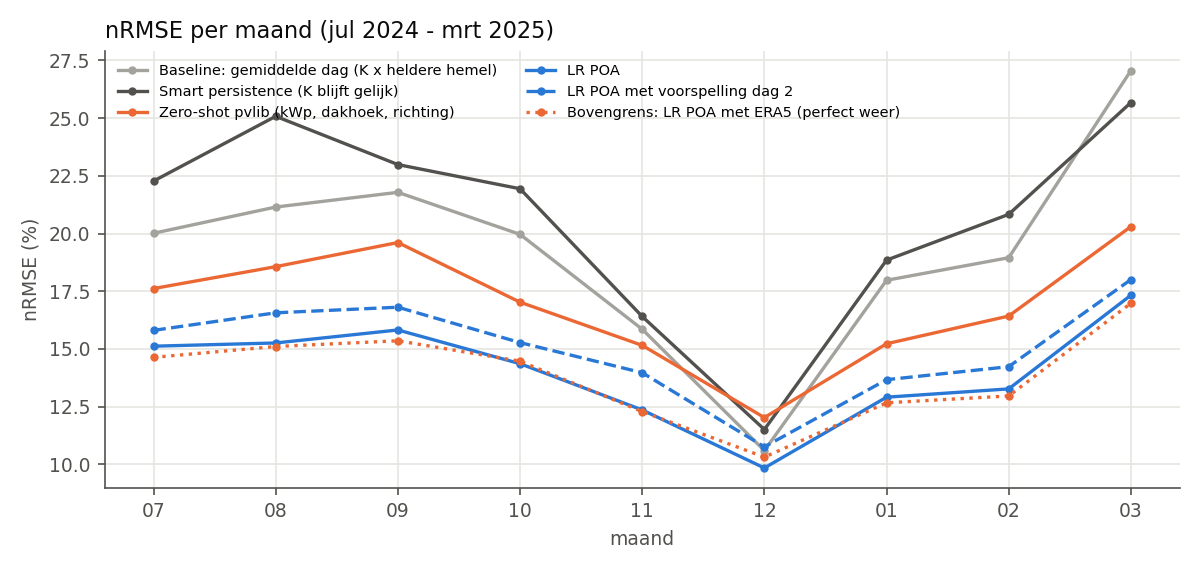 nRMSE per maand (jul 2024 - mrt 2025)
Baseline: gemiddelde dag (K x heldere hemel)
Smart persistence (K blijft gelijk)
Zero-shot pvlib (kWp, dakhoek, richting)
LR POA
LR POA met voorspelling dag 2
Bovengrens: LR POA met ERA5 (perfect weer)
nRMSE (%)
27.5
25.0
22.5
20.0
17.5
15.0
12.5
10.0
07 08 09 10 11 12 01 02 03
maand